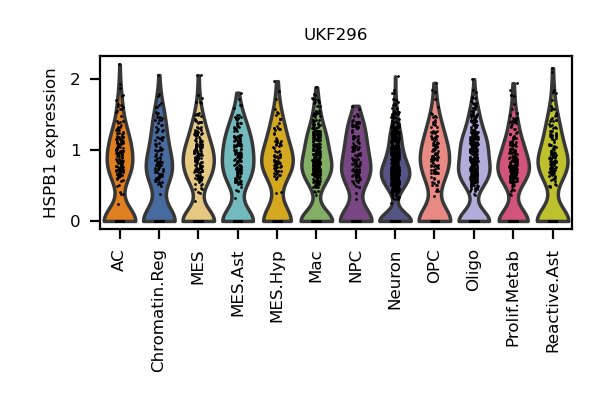 UKF296
HSPB1 expression
2
1
0
AC
Chromatin.Reg
MES
MES.Ast
MES.Hyp
Mac
NPC
Neuron
OPC
Oligo
Prolif.Metab
Reactive.Ast